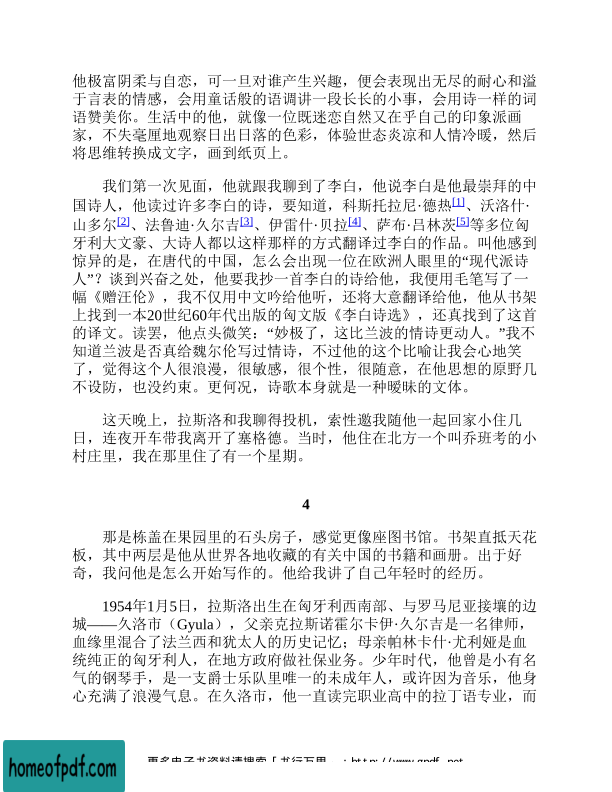 他极富阴柔与自恋，可一旦对谁产生兴趣，便会表现出无尽的耐心和溢
于言表的情感，会用童话般的语调讲一段长长的小事，会用诗一样的词
语赞美你。生活中的他，就像一位既迷恋自然又在乎自己的印象派画
家，不失毫厘地观察日出日落的色彩，体验世态炎凉和人情冷暖，然后
将思维转换成文字，画到纸页上。
我们第一次见面，他就跟我聊到了李白，他说李白是他最崇拜的中
国诗人，他读过许多李白的诗，要知道，科斯托拉尼·德热[1]、沃洛什·
山多尔[2]、法鲁迪·久尔吉[3]、伊雷什·贝拉[4]、萨布·吕林茨[5]等多位匈
牙利大文豪、大诗人都以这样那样的方式翻译过李白的作品。叫他感到
惊异的是，在唐代的中国，怎么会出现一位在欧洲人眼里的“现代派诗
人”？谈到兴奋之处，他要我抄一首李白的诗给他，我便用毛笔写了一
幅《赠汪伦》，我不仅用中文吟给他听，还将大意翻译给他，他从书架
上找到一本20世纪60年代出版的匈文版《李白诗选》，还真找到了这首
的译文。读罢，他点头微笑：“妙极了，这比兰波的情诗更动人。”我不
知道兰波是否真给魏尔伦写过情诗，不过他的这个比喻让我会心地笑
了，觉得这个人很浪漫，很敏感，很个性，很随意，在他思想的原野几
不设防，也没约束。更何况，诗歌本身就是一种暧昧的文体。
这天晚上，拉斯洛和我聊得投机，索性邀我随他一起回家小住几
日，连夜开车带我离开了塞格德。当时，他住在北方一个叫乔班考的小
村庄里，我在那里住了有一个星期。
4
那是栋盖在果园里的石头房子，感觉更像座图书馆。书架直抵天花
板，其中两层是他从世界各地收藏的有关中国的书籍和画册。出于好
奇，我问他是怎么开始写作的。他给我讲了自己年轻时的经历。
1954年1月5日，拉斯洛出生在匈牙利西南部、与罗马尼亚接壤的边
城——久洛市（Gyula），父亲克拉斯诺霍尔卡伊·久尔吉是一名律师，
血缘里混合了法兰西和犹太人的历史记忆；母亲帕林卡什·尤利娅是血
统纯正的匈牙利人，在地方政府做社保业务。少年时代，他曾是小有名
气的钢琴手，是一支爵士乐队里唯一的未成年人，或许因为音乐，他身
心充满了浪漫气息。在久洛市，他一直读完职业高中的拉丁语专业，而
更多电子书资料请搜索「书行万里
homeofpdf.com